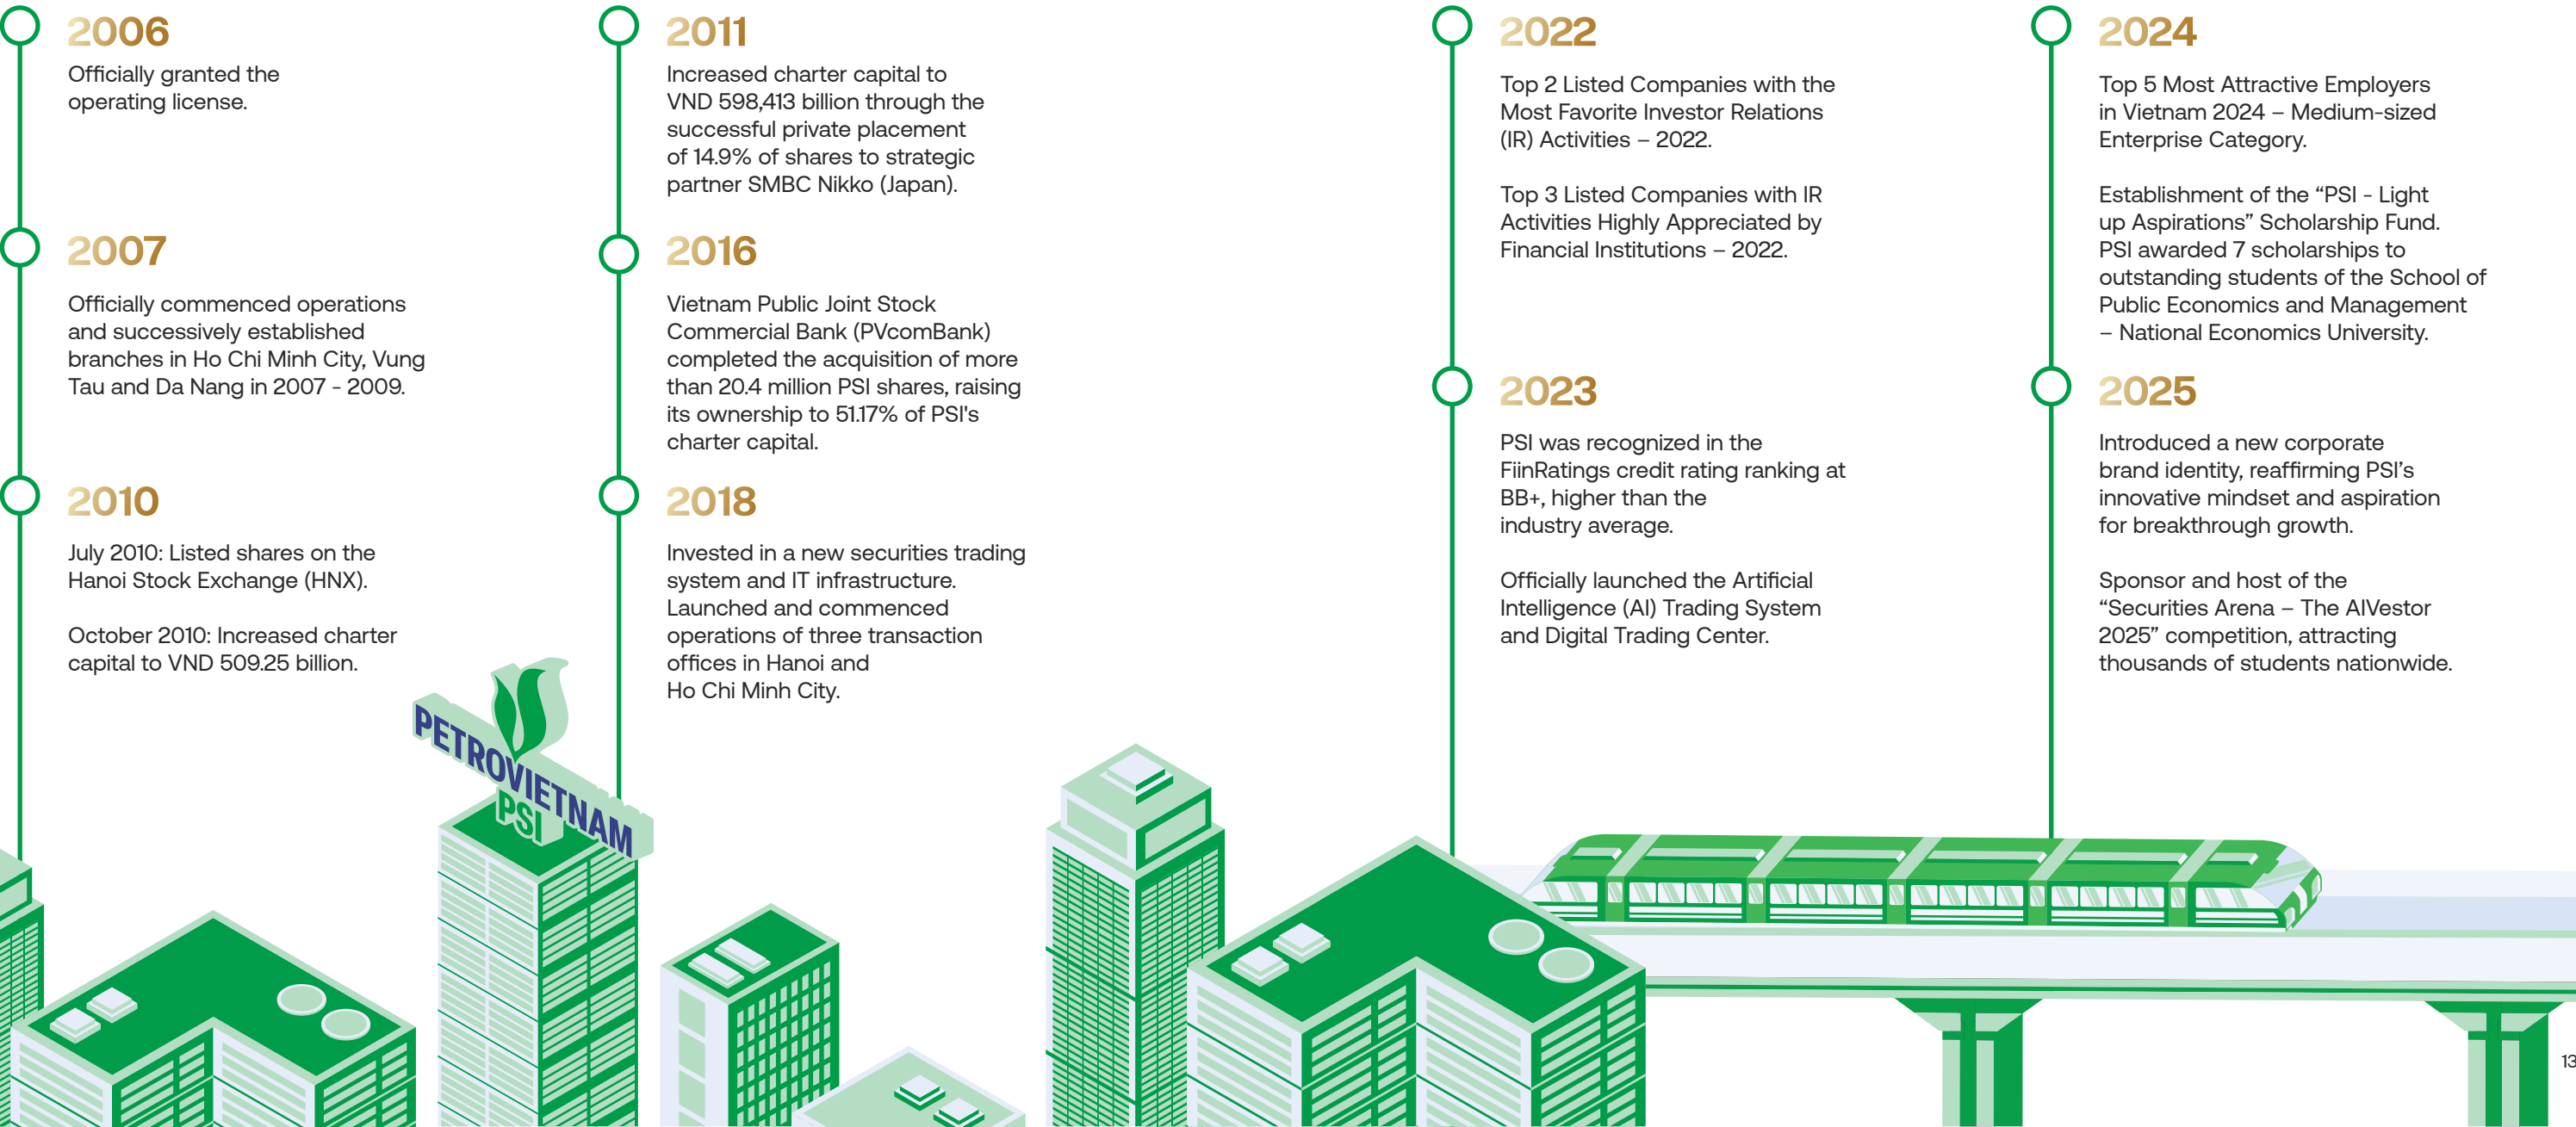 2006
Officially granted the
operating license.
2007
Officially commenced operations
and successively established
branches in Ho Chi Minh City, Vung
Tau and Da Nang in 2007 - 2009.
2010
July 2010: Listed shares on the
Hanoi Stock Exchange (HNX).
October 2010: Increased charter
capital to VND 509.25 billion.
2011
Increased charter capital to
VND 598,413 billion through the
successful private placement
of 14.9% of shares to strategic
partner SMBC Nikko (Japan).
2016
Vietnam Public Joint Stock
Commercial Bank (PVcomBank)
completed the acquisition of more
than 20.4 million PSI shares, raising
its ownership to 51.17% of PSI's
charter capital.
2018
Invested in a new securities trading
system and IT infrastructure.
Launched and commenced
operations of three transaction
offices in Hanoi and
Ho Chi Minh City.
PETROVIETNAM
PSI
2022
Top 2 Listed Companies with the
Most Favorite Investor Relations
(IR) Activities – 2022.
Top 3 Listed Companies with IR
Activities Highly Appreciated by
Financial Institutions – 2022.
2023
PSI was recognized in the
FiinRatings credit rating ranking at
BB+, higher than the
industry average.
Officially launched the Artificial
Intelligence (AI) Trading System
and Digital Trading Center.
2024
Top 5 Most Attractive Employers
in Vietnam 2024 – Medium-sized
Enterprise Category.
Establishment of the “PSI - Light
up Aspirations” Scholarship Fund.
PSI awarded 7 scholarships to
outstanding students of the School of
Public Economics and Management
– National Economics University.
2025
Introduced a new corporate
brand identity, reaffirming PSI’s
innovative mindset and aspiration
for breakthrough growth.
Sponsor and host of the
“Securities Arena – The AIVestor
2025” competition, attracting
thousands of students nationwide.
13